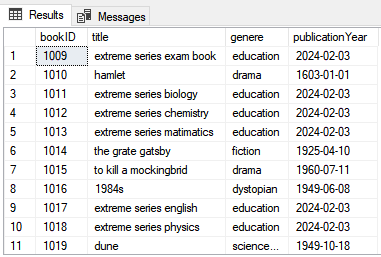 Results Messages
bookID title genere publicationYear
1 1009 extreme series exam book education 2024-02-03
2 1010 hamlet drama 1603-01-01
3 1011 extreme series biology education 2024-02-03
4 1012 extreme series chemistry education 2024-02-03
5 1013 extreme series matimatics education 2024-02-03
6 1014 the grate gatsby fiction 1925-04-10
7 1015 to kill a mockingbrid drama 1960-07-11
8 1016 1984s dystopian 1949-06-08
9 1017 extreme series english education 2024-02-03
10 1018 extreme series physics education 2024-02-03
11 1019 dune science... 1949-10-18